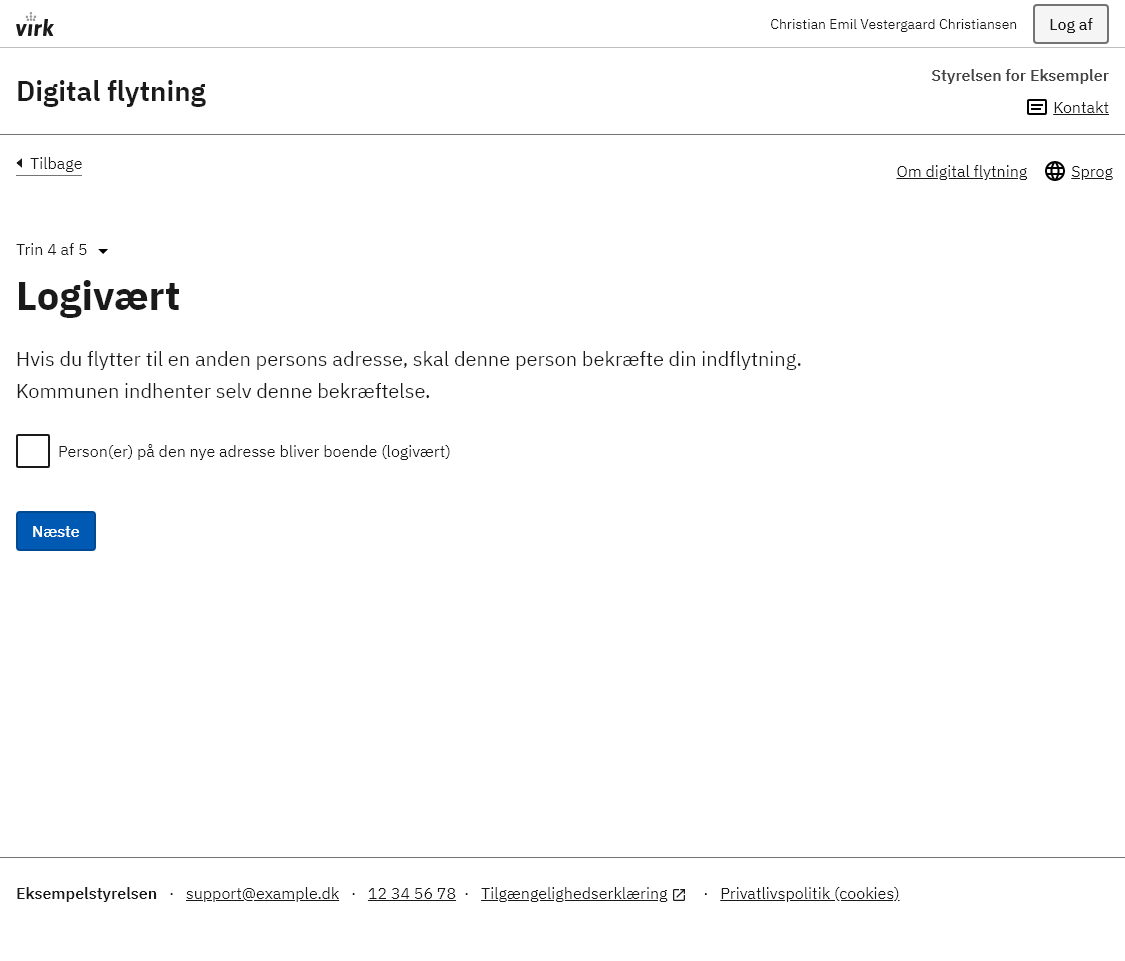 virk
Christian Emil Vestergaard Christiansen
Log af
Digital flytning
Styrelsen for Eksempler
Kontakt
Tilbage
Om digital flytning
Sprog
Trin 4 af 5
Logivært
Hvis du flytter til en anden persons adresse, skal denne person bekræfte din indflytning.
Kommunen indhenter selv denne bekræftelse.
Person(er) på den nye adresse bliver boende (logivært)
Næste
Eksempelstyrelsen · support@example.dk · 12 34 56 78 · Tilgængelighedserklæring · Privatlivspolitik (cookies)